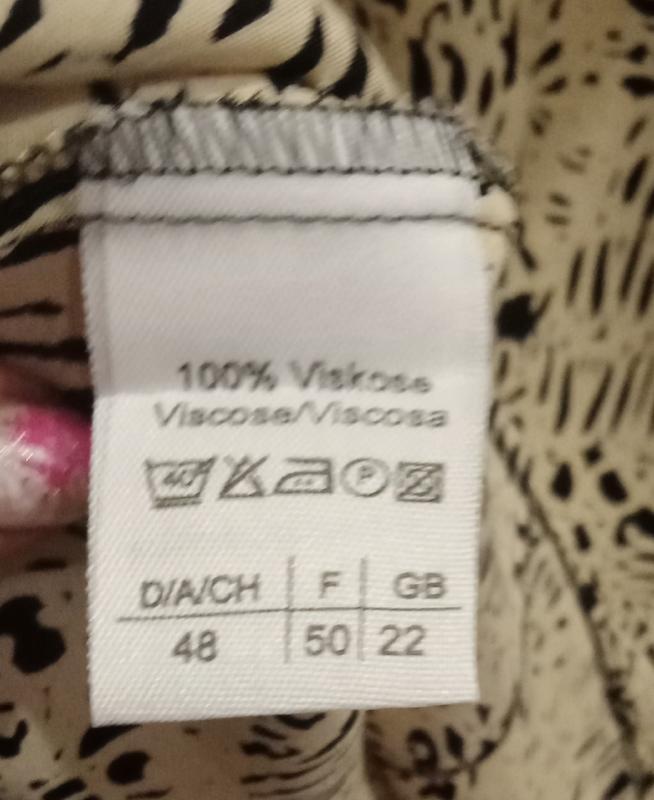 100% Viskose
Viscose/Viscosa
40 P
D/A/CH F GB
48 50 22